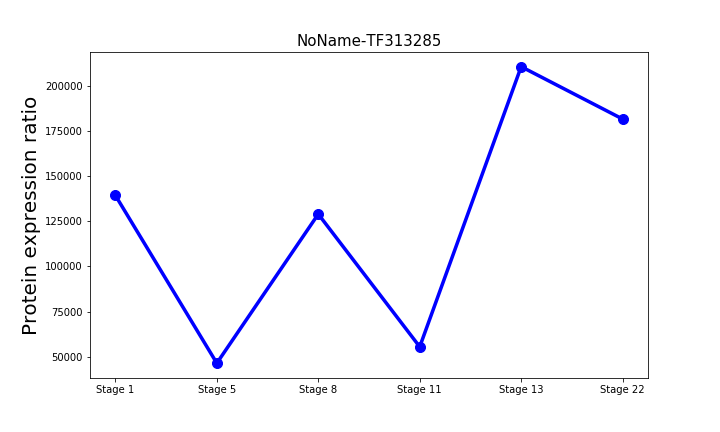 NoName-TF313285
Protein expression ratio
200000
175000
150000
125000
100000
75000
50000
Stage 1
Stage 5
Stage 8
Stage 11
Stage 13
Stage 22